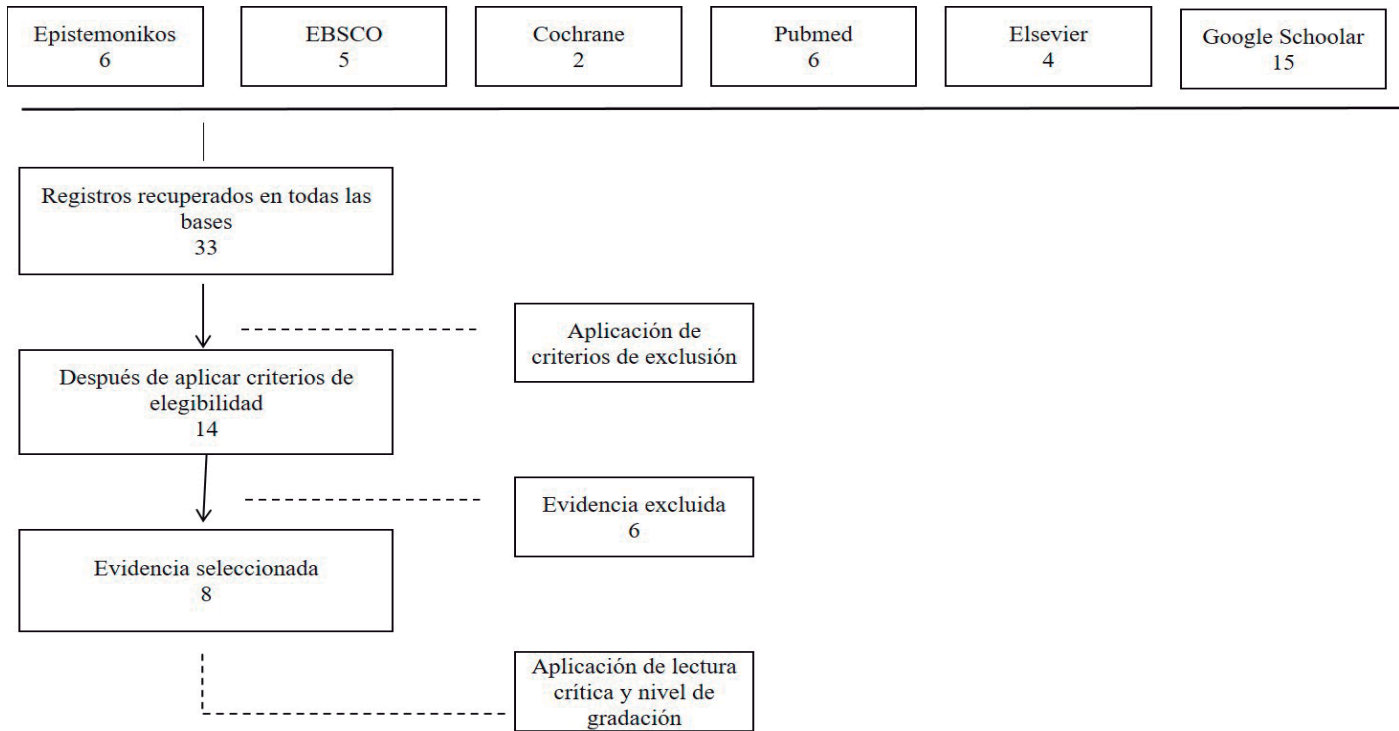 Epistemonikos
6
EBSCO
5
Cochrane
2
Pubmed
6
Elsevier
4
Google Schoolar
15
Registros recuperados en todas las
bases
33
Aplicación de
criterios de exclusión
Después de aplicar criterios de
elegibilidad
14
Evidencia excluida
6
Evidencia seleccionada
8
Aplicación de lectura
crítica y nivel de
gradación